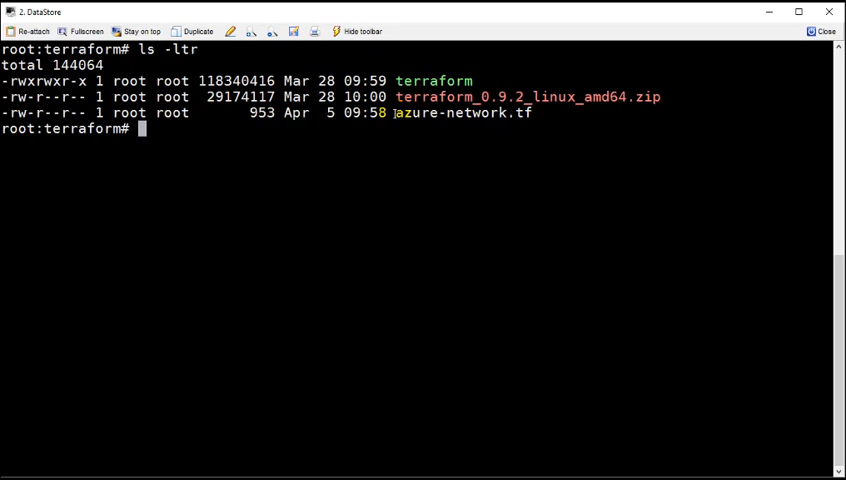 2. DataStore
Re-attach Fullscreen Stay on top Duplicate Hide toolbar Close
root:terraform# ls -ltr
total 144064
-rwxrwxr-x 1 root root 118340416 Mar 28 09:59 terraform
-rw-r--r-- 1 root root  29174117 Mar 28 10:00 terraform_0.9.2_linux_amd64.zip
-rw-r--r-- 1 root root       953 Apr  5 09:58 azure-network.tf
root:terraform#